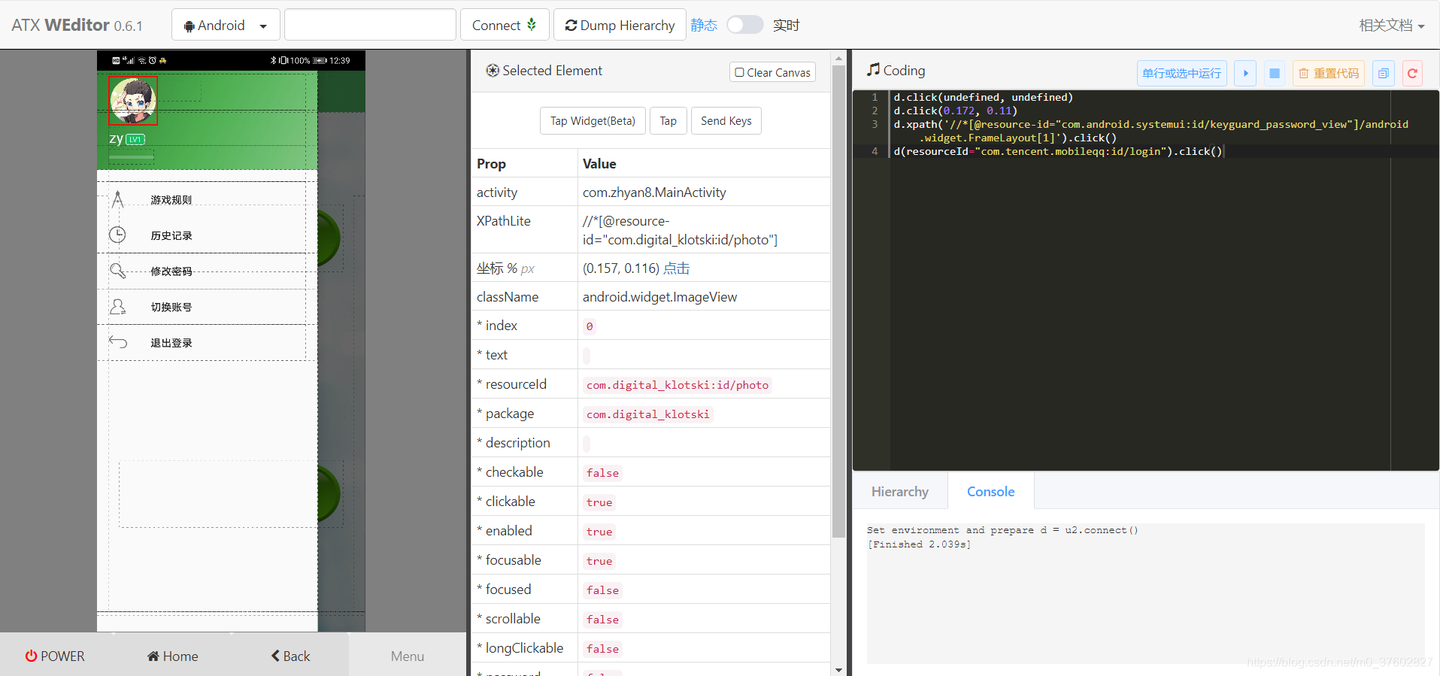 ATX WEditor 0.6.1
Android
Connect
Dump Hierarchy
静态
实时
相关文档
100%
12:39
zy
LV1
游戏规则
历史记录
修改密码
切换账号
退出登录
POWER
Home
Back
Menu
Selected Element
Clear Canvas
Tap Widget(Beta)
Tap
Send Keys
Prop Value
activity com.zhyan8.MainActivity
XPathLite //*[@resource-
id="com.digital_klotski:id/photo"]
坐标 % px (0.157, 0.116) 点击
className android.widget.ImageView
* index 0
* text
* resourceId com.digital_klotski:id/photo
* package com.digital_klotski
* description
* checkable false
* clickable true
* enabled true
* focusable true
* focused false
* scrollable false
* longClickable false
Coding
单行或选中运行
重置代码
1 d.click(undefined, undefined)
2 d.click(0.172, 0.11)
3 d.xpath('//*[@resource-id="com.android.systemui:id/keyguard_password_view"]/android
.widget.FrameLayout[1]').click()
4 d(resourceId="com.tencent.mobileqq:id/login").click()
Hierarchy
Console
Set environment and prepare d = u2.connect()
[Finished 2.039s]
https://blog.csdn.net/m0_37602827